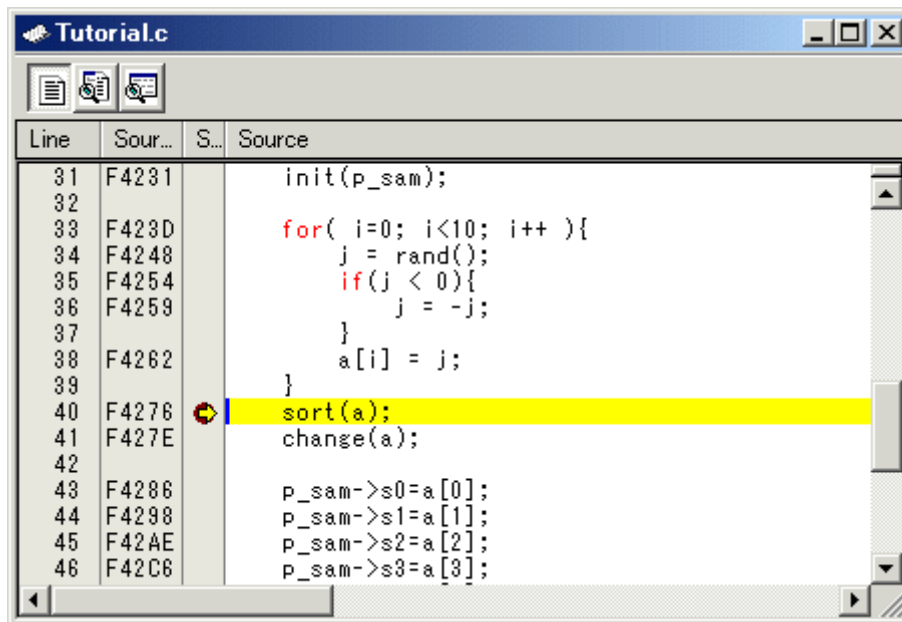 Tutorial.c
Line Sour... S... Source
31 F4231 init(p_sam);
32
33 F423D for( i=0; i<10; i++ ){
34 F4248 j = rand();
35 F4254 if(j < 0){
36 F4259 j = -j;
37 }
38 F4262 a[i] = j;
39 }
40 F4276 sort(a);
41 F427E change(a);
42
43 F4286 p_sam->s0=a[0];
44 F4298 p_sam->s1=a[1];
45 F42AE p_sam->s2=a[2];
46 F42C6 p_sam->s3=a[3];